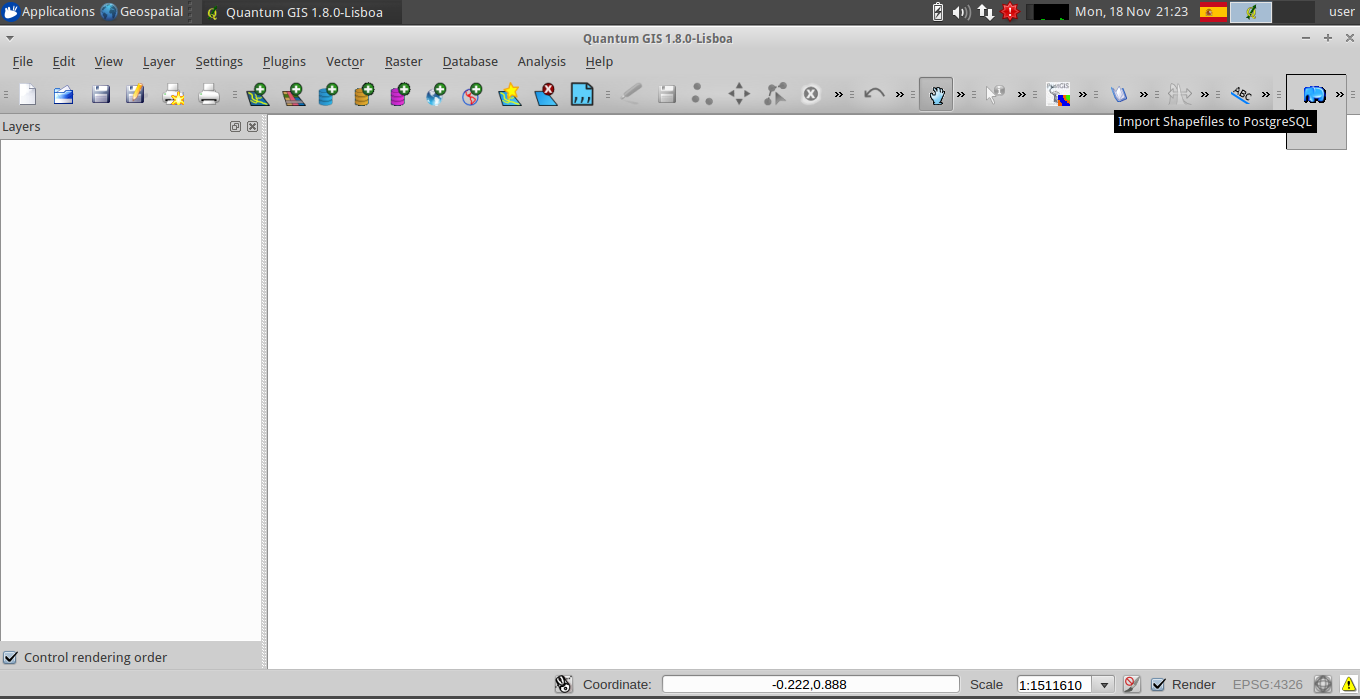 Applications Geospatial Quantum GIS 1.8.0-Lisboa Mon, 18 Nov 21:23 user
Quantum GIS 1.8.0-Lisboa
File Edit View Layer Settings Plugins Vector Raster Database Analysis Help
PostGIS ABC
Layers
Import Shapefiles to PostgreSQL
Control rendering order
Coordinate: -0.222,0.888 Scale 1:1511610 Render EPSG:4326